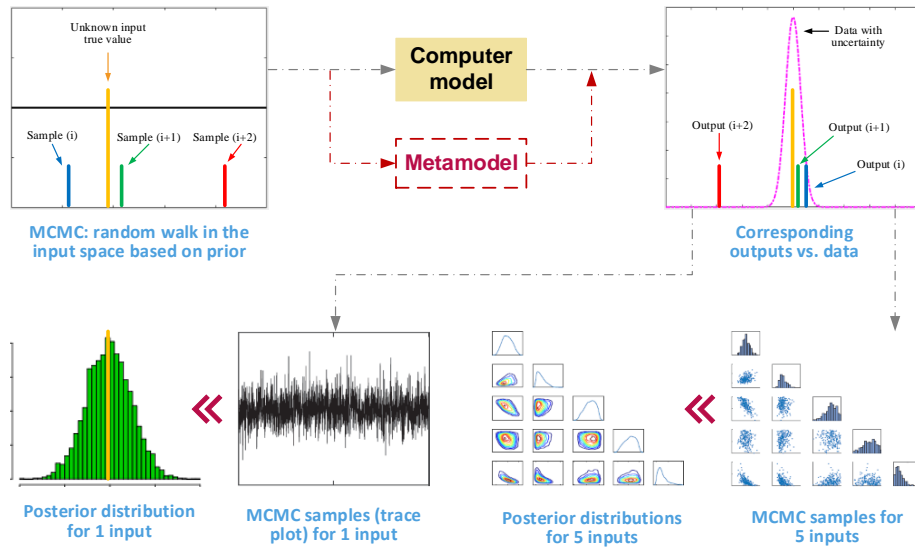 Unknown input
true value
Sample (i)
Sample (i+1)
Sample (i+2)
MCMC: random walk in the
input space based on prior
Computer
model
Metamodel
Data with
uncertainty
Output (i+2)
Output (i+1)
Output (i)
Corresponding
outputs vs. data
Posterior distribution
for 1 input
MCMC samples (trace
plot) for 1 input
Posterior distributions
for 5 inputs
MCMC samples for
5 inputs